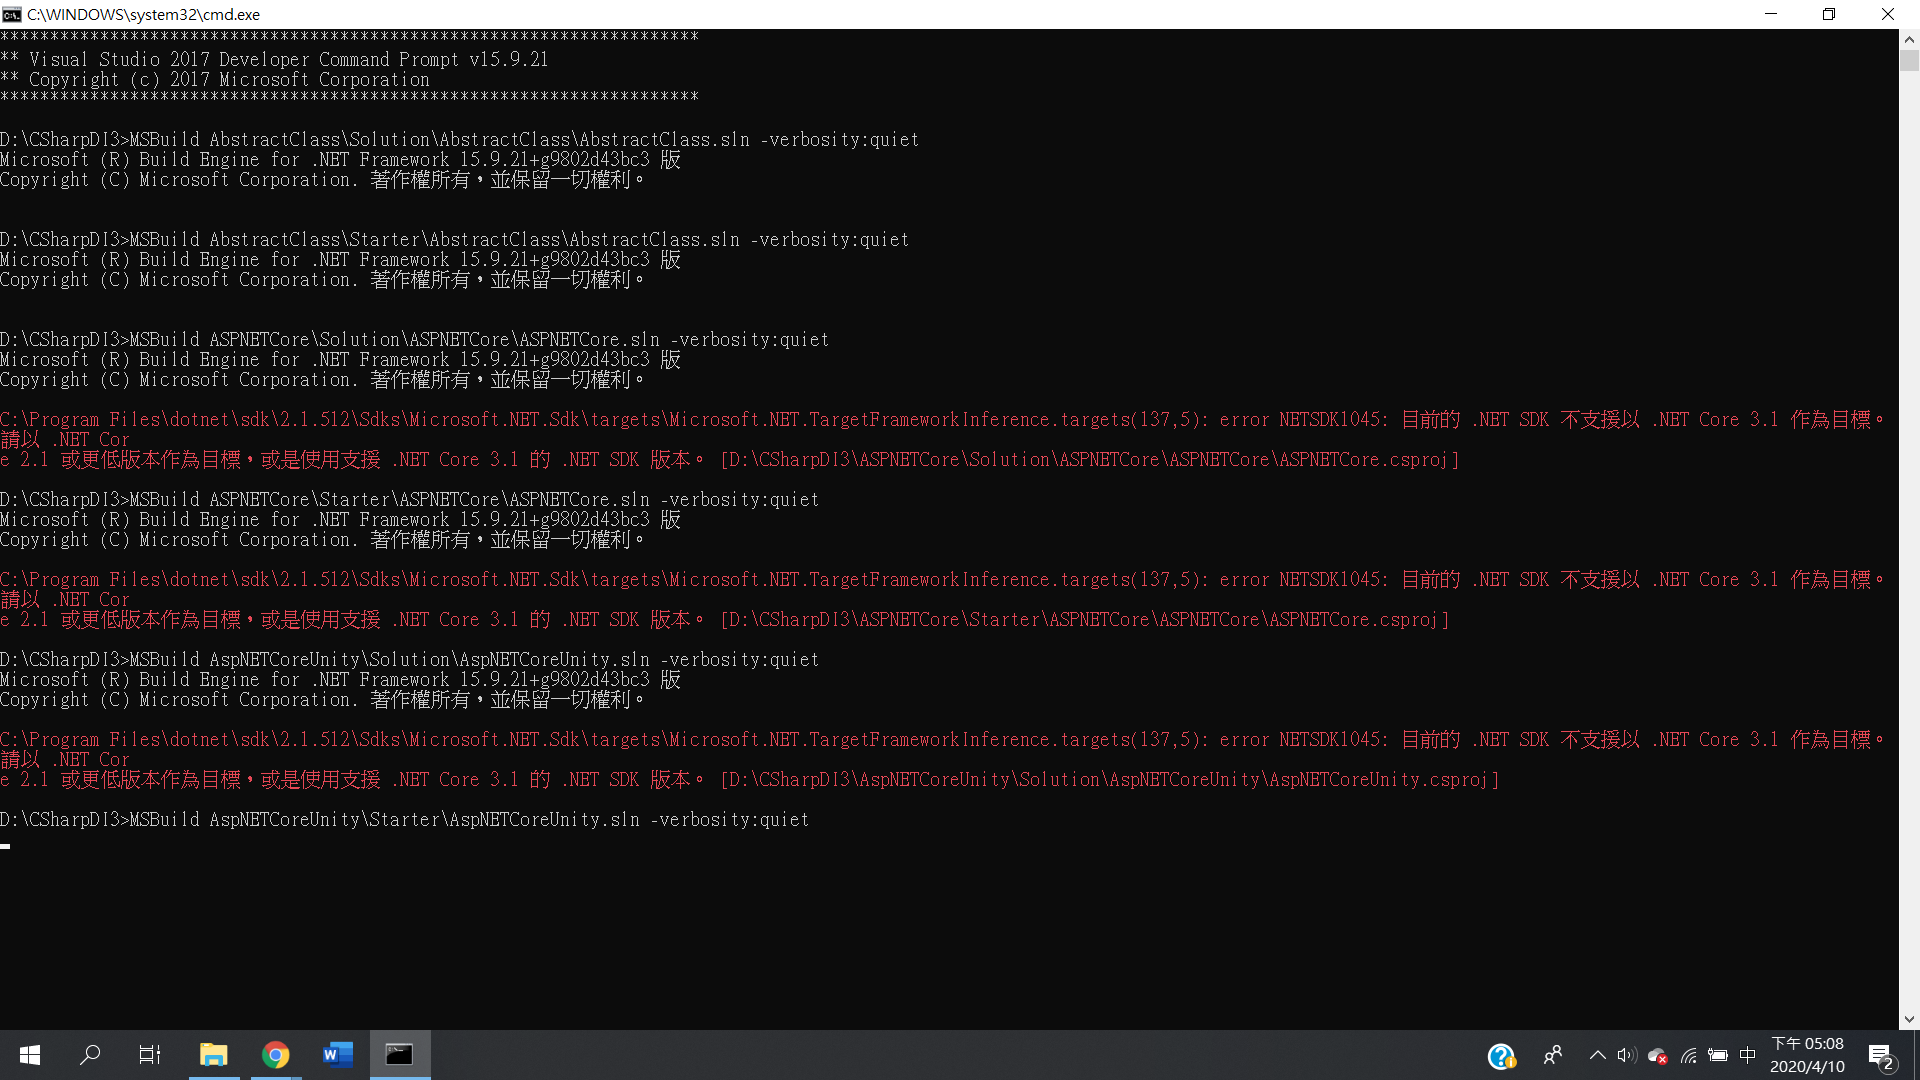 C:\WINDOWS\system32\cmd.exe
**********************************************************************
** Visual Studio 2017 Developer Command Prompt v15.9.21
** Copyright (c) 2017 Microsoft Corporation
**********************************************************************
D:\CSharpDI3>MSBuild AbstractClass\Solution\AbstractClass\AbstractClass.sln -verbosity:quiet
Microsoft (R) Build Engine for .NET Framework 15.9.21+g9802d43bc3 版
Copyright (C) Microsoft Corporation. 著作權所有，並保留一切權利。
D:\CSharpDI3>MSBuild AbstractClass\Starter\AbstractClass\AbstractClass.sln -verbosity:quiet
Microsoft (R) Build Engine for .NET Framework 15.9.21+g9802d43bc3 版
Copyright (C) Microsoft Corporation. 著作權所有，並保留一切權利。
D:\CSharpDI3>MSBuild ASPNETCore\Solution\ASPNETCore\ASPNETCore.sln -verbosity:quiet
Microsoft (R) Build Engine for .NET Framework 15.9.21+g9802d43bc3 版
Copyright (C) Microsoft Corporation. 著作權所有，並保留一切權利。
C:\Program Files\dotnet\sdk\2.1.512\Sdks\Microsoft.NET.Sdk\targets\Microsoft.NET.TargetFrameworkInference.targets(137,5): error NETSDK1045: 目前的 .NET SDK 不支援以 .NET Core 3.1 作為目標。
請以 .NET Cor
e 2.1 或更低版本作為目標，或是使用支援 .NET Core 3.1 的 .NET SDK 版本。 [D:\CSharpDI3\ASPNETCore\Solution\ASPNETCore\ASPNETCore\ASPNETCore.csproj]
D:\CSharpDI3>MSBuild ASPNETCore\Starter\ASPNETCore\ASPNETCore.sln -verbosity:quiet
Microsoft (R) Build Engine for .NET Framework 15.9.21+g9802d43bc3 版
Copyright (C) Microsoft Corporation. 著作權所有，並保留一切權利。
C:\Program Files\dotnet\sdk\2.1.512\Sdks\Microsoft.NET.Sdk\targets\Microsoft.NET.TargetFrameworkInference.targets(137,5): error NETSDK1045: 目前的 .NET SDK 不支援以 .NET Core 3.1 作為目標。
請以 .NET Cor
e 2.1 或更低版本作為目標，或是使用支援 .NET Core 3.1 的 .NET SDK 版本。 [D:\CSharpDI3\ASPNETCore\Starter\ASPNETCore\ASPNETCore\ASPNETCore.csproj]
D:\CSharpDI3>MSBuild AspNETCoreUnity\Solution\AspNETCoreUnity.sln -verbosity:quiet
Microsoft (R) Build Engine for .NET Framework 15.9.21+g9802d43bc3 版
Copyright (C) Microsoft Corporation. 著作權所有，並保留一切權利。
C:\Program Files\dotnet\sdk\2.1.512\Sdks\Microsoft.NET.Sdk\targets\Microsoft.NET.TargetFrameworkInference.targets(137,5): error NETSDK1045: 目前的 .NET SDK 不支援以 .NET Core 3.1 作為目標。
請以 .NET Cor
e 2.1 或更低版本作為目標，或是使用支援 .NET Core 3.1 的 .NET SDK 版本。 [D:\CSharpDI3\AspNETCoreUnity\Solution\AspNETCoreUnity\AspNETCoreUnity.csproj]
D:\CSharpDI3>MSBuild AspNETCoreUnity\Starter\AspNETCoreUnity.sln -verbosity:quiet
中
下午 05:08
2020/4/10
2